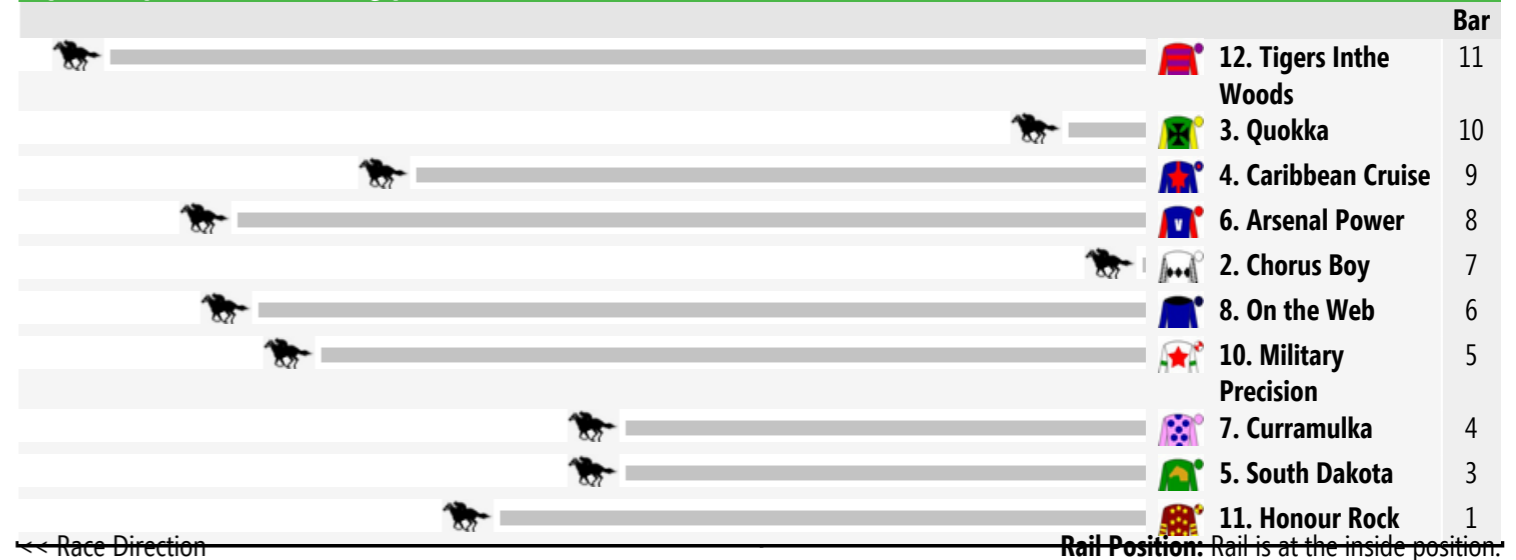 Bar
12. Tigers Inthe 11
Woods
3. Quokka 10
4. Caribbean Cruise 9
6. Arsenal Power 8
2. Chorus Boy 7
8. On the Web 6
10. Military 5
Precision
7. Curramulka 4
5. South Dakota 3
11. Honour Rock 1
<< Race Direction Rail Position: Rail is at the inside position.